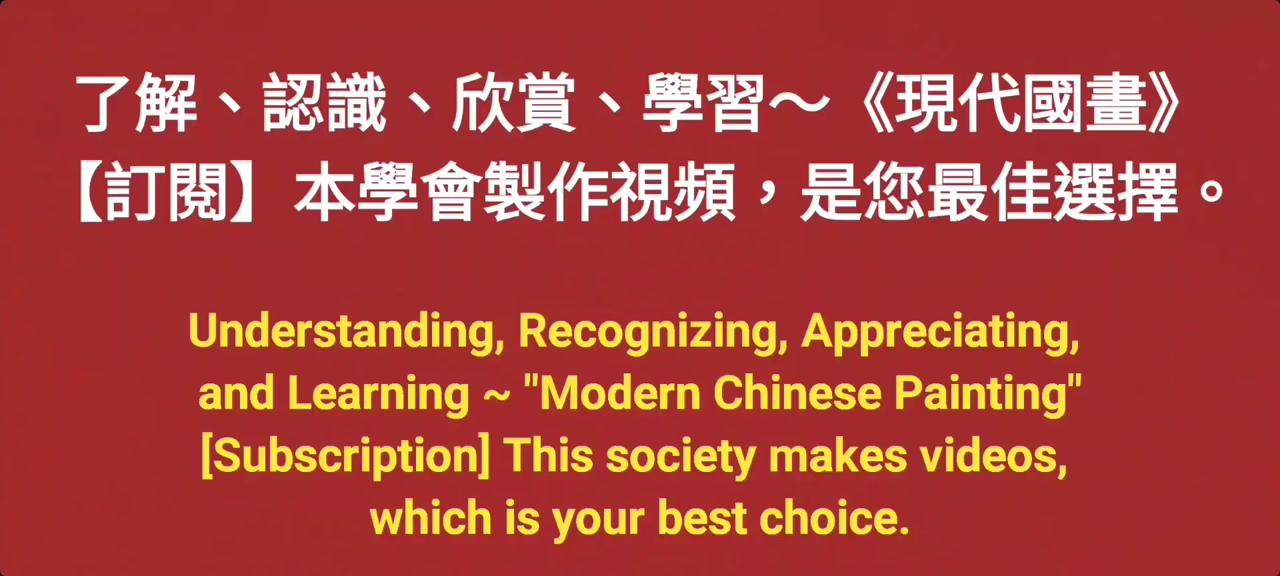 了解、認識、欣賞、學習～《現代國畫》
【訂閱】本學會製作視頻，是您最佳選擇。
Understanding, Recognizing, Appreciating,
and Learning ~ "Modern Chinese Painting"
[Subscription] This society makes videos,
which is your best choice.